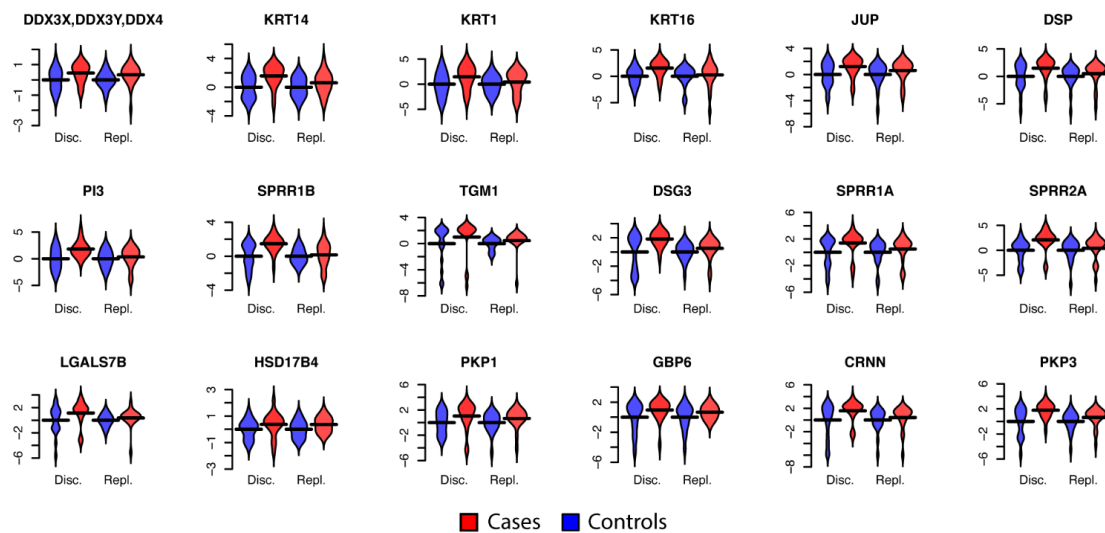 DDX3X,DDX3Y,DDX4 KRT14 KRT1 KRT16 JUP DSP
1 -1 -3 4 2 0 -4 5 0 -5 5 0 -5 4 2 0 -4 -8 5 0 -5
Disc. Repl. Disc. Repl. Disc. Repl. Disc. Repl. Disc. Repl. Disc. Repl.
PI3 SPRR1B TGM1 DSG3 SPRR1A SPRR2A
5 0 -5 4 2 0 -4 4 0 -4 -8 2 -2 -6 6 2 -2 -6 5 0 -5
Disc. Repl. Disc. Repl. Disc. Repl. Disc. Repl. Disc. Repl. Disc. Repl.
LGALS7B HSD17B4 PKP1 GBP6 CRNN PKP3
2 -2 -6 3 1 -1 -3 6 2 -2 -6 6 2 -2 -6 6 2 -2 -8 6 2 -2 -6
Disc. Repl. Disc. Repl. Disc. Repl. Disc. Repl. Disc. Repl. Disc. Repl.
Cases Controls